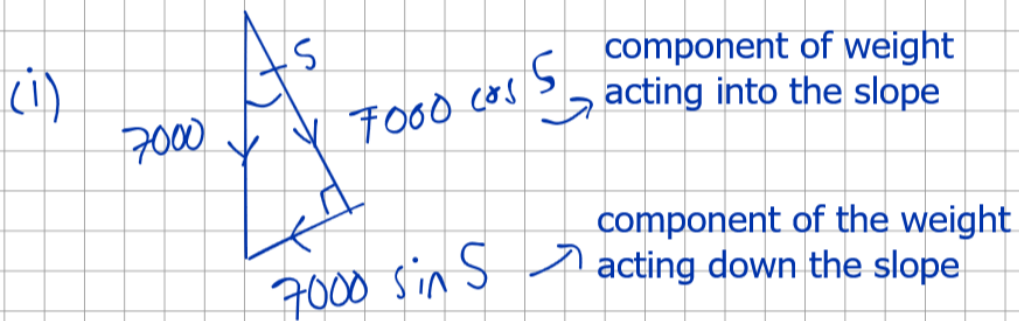 (i)
7000
5
7000 cos 5
component of weight
acting into the slope
7000 sin 5
component of the weight
acting down the slope